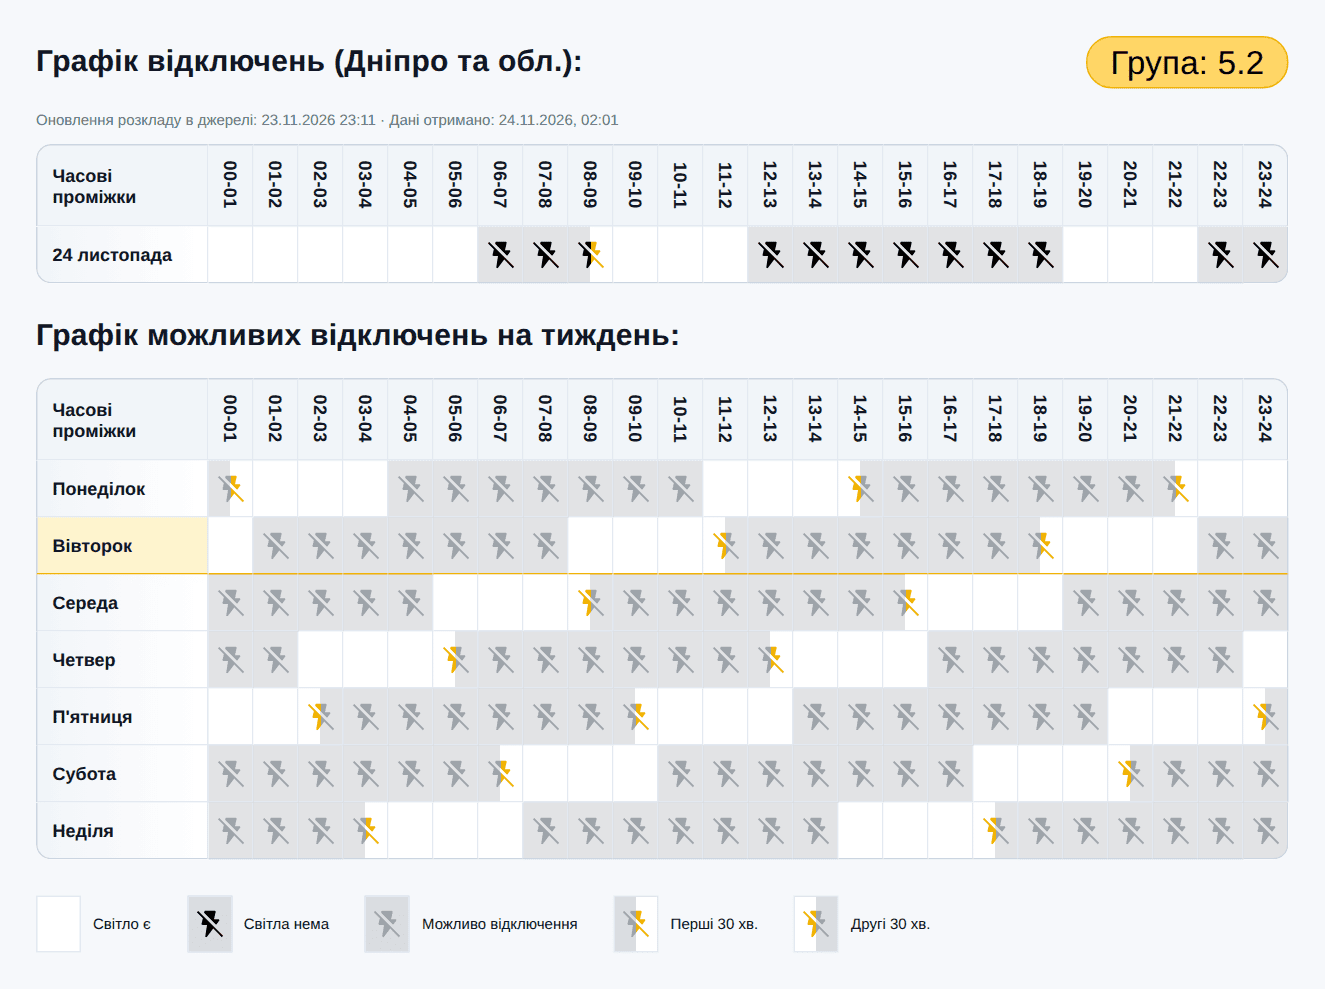 Графік відключень (Дніпро та обл.):
Група: 5.2
Оновлення розкладу в джерелі: 23.11.2026 23:11 · Дані отримано: 24.11.2026, 02:01
Часові проміжки 00-01 01-02 02-03 03-04 04-05 05-06 06-07 07-08 08-09 09-10 10-11 11-12 12-13 13-14 14-15 15-16 16-17 17-18 18-19 19-20 20-21 21-22 22-23 23-24
24 листопада
Графік можливих відключень на тиждень:
Часові проміжки 00-01 01-02 02-03 03-04 04-05 05-06 06-07 07-08 08-09 09-10 10-11 11-12 12-13 13-14 14-15 15-16 16-17 17-18 18-19 19-20 20-21 21-22 22-23 23-24
Понеділок
Вівторок
Середа
Четвер
П'ятниця
Субота
Неділя
Світло є Світла нема Можливо відключення Перші 30 хв. Другі 30 хв.